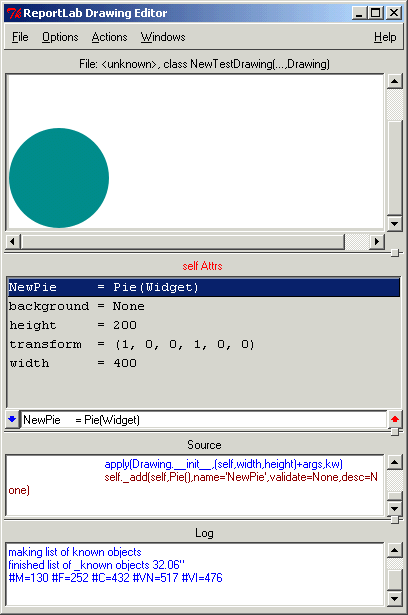 ReportLab Drawing Editor
File Options Actions Windows Help
File: <unknown>, class NewTestDrawing(...,Drawing)
self Attrs
NewPie = Pie(Widget)
background = None
height = 200
transform = (1, 0, 0, 1, 0, 0)
width = 400
NewPie = Pie(Widget)
Source
apply(Drawing.__init__,(self,width,height)+args,kw)
self._add(self,Pie(),name='NewPie',validate=None,desc=N
one)
Log
making list of known objects
finished list of _known objects 32.06"
#M=130 #F=252 #C=432 #VN=517 #VI=476